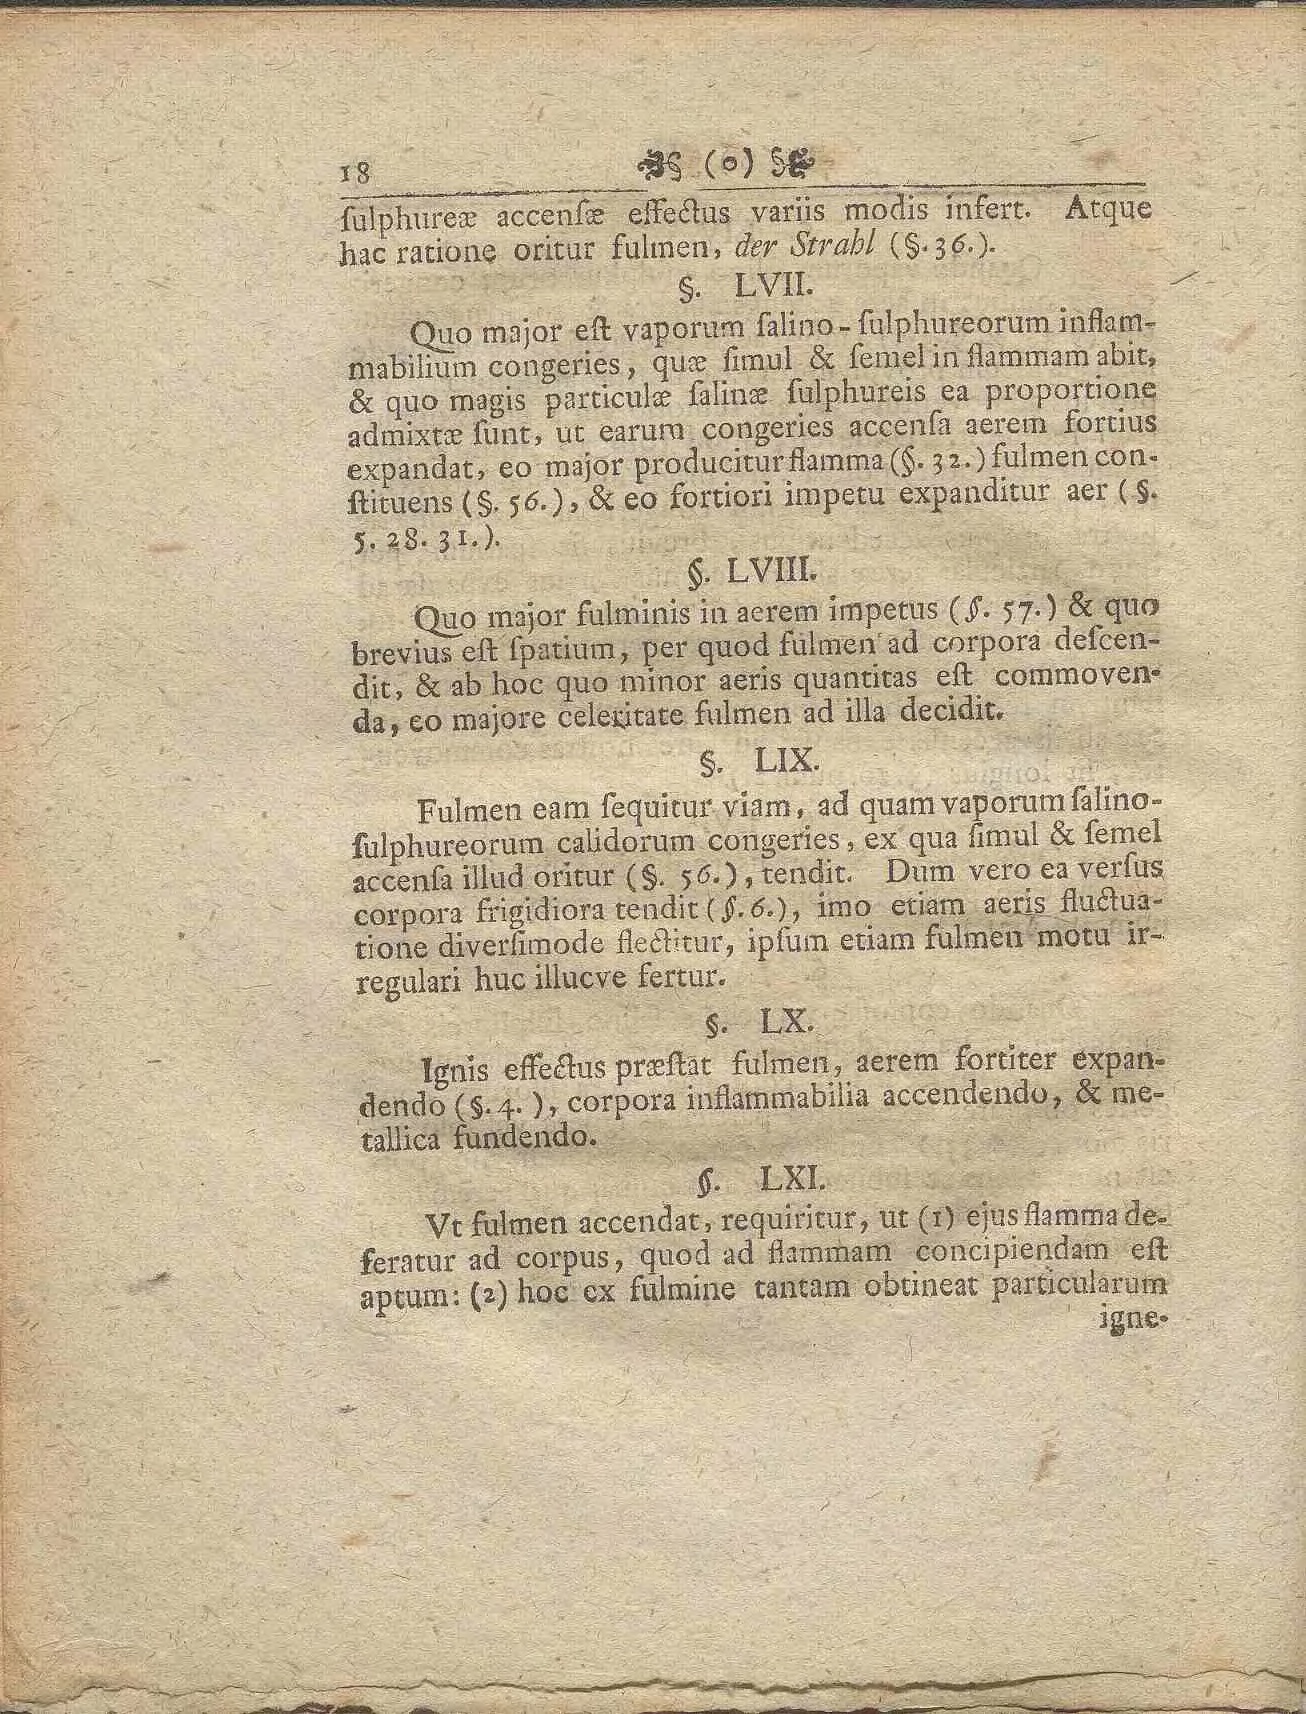 18 (o)
ſulphureæ accenſæ effectus variis modis infert. Atque
hac ratione oritur fulmen, der Strahl (§. 36.).
§. LVII.
Quo major eſt vaporum ſalino-ſulphureorum inflam-
mabilium congeries, quæ ſimul & ſemel in flammam abit,
& quo magis particulæ ſalinæ ſulphureis ea proportione
admixtæ ſunt, ut earum congeries accenſa aerem fortius
expandat, eo major producitur flamma (§. 32.) fulmen con-
ſtituens (§. 56.), & eo fortiori impetu expanditur aer (§.
5. 28. 31.).
§. LVIII.
Quo major fulminis in aerem impetus (§. 57.) & quo
brevius eſt ſpatium, per quod fulmen ad corpora deſcen-
dit, & ab hoc quo minor aeris quantitas eſt commoven-
da, eo majore celeritate fulmen ad illa decidit.
§. LIX.
Fulmen eam ſequitur viam, ad quam vaporum ſalino-
ſulphureorum calidorum congeries, ex qua ſimul & ſemel
accenſa illud oritur (§. 56.), tendit. Dum vero ea verſus
corpora frigidiora tendit (§. 6.), imo etiam aeris fluctua-
tione diverſimode flectitur, ipſum etiam fulmen motu ir-
regulari huc illucve fertur.
§. LX.
Ignis effectus præſtat fulmen, aerem fortiter expan-
dendo (§. 4. ), corpora inflammabilia accendendo, & me-
tallica fundendo.
§. LXI.
Vt fulmen accendat, requiritur, ut (1) ejus flamma de-
feratur ad corpus, quod ad flammam concipiendam eſt
aptum: (2) hoc ex fulmine tantam obtineat particularum
igne-